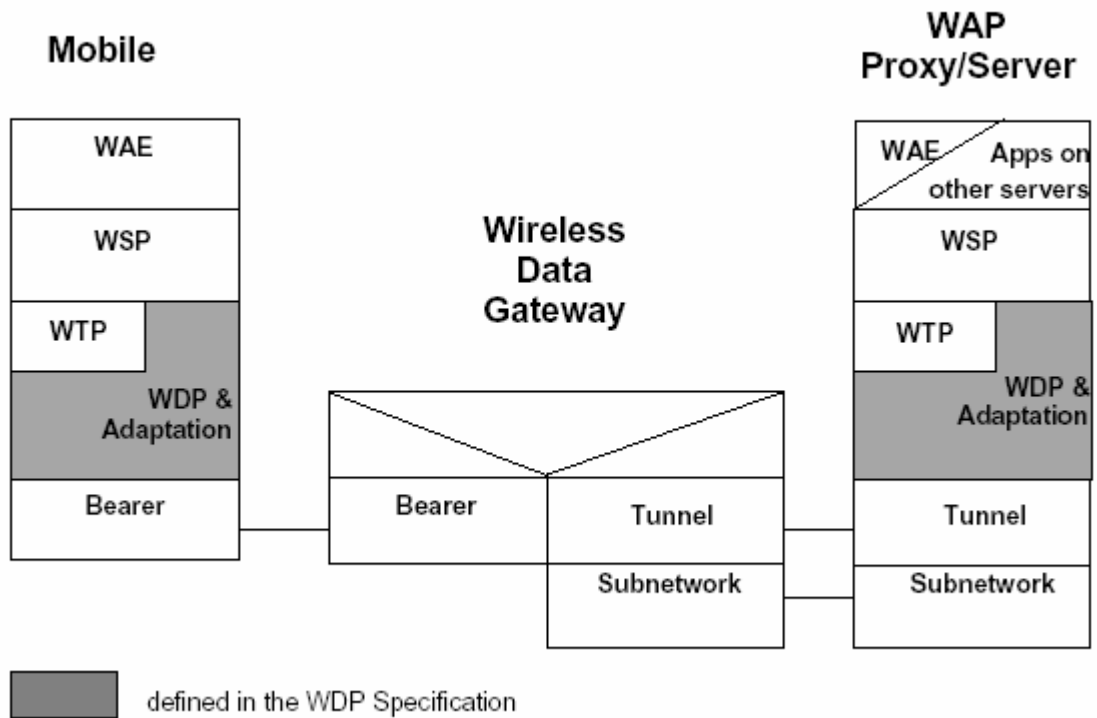 Mobile
WAP
Proxy/Server
WAE
WSP
WTP
WDP &
Adaptation
Bearer
Wireless
Data
Gateway
Bearer
Tunnel
Subnetwork
WAE
Apps on
other servers
WSP
WTP
WDP &
Adaptation
Tunnel
Subnetwork
defined in the WDP Specification